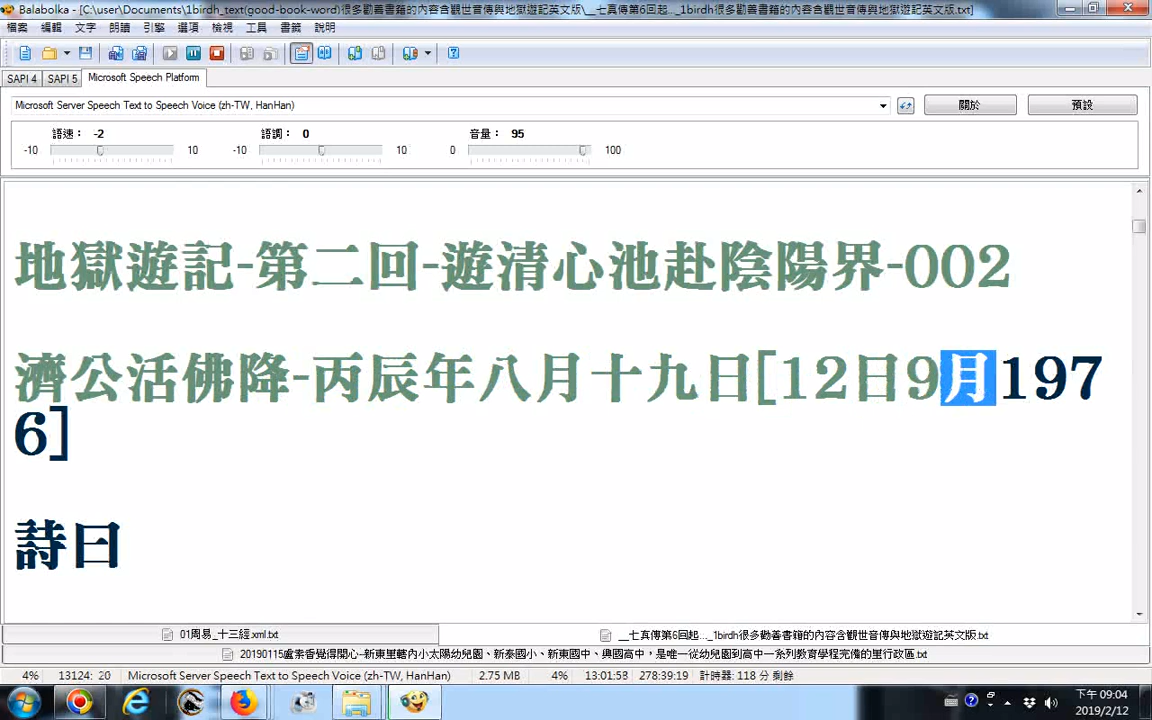 Balabolka - [C:\user\Documents\1birdh_text(good-book-word)很多勸善書籍的內容含觀世音傳與地獄遊記英文版\__七真傳第6回起..._1birdh很多勸善書籍的內容含觀世音傳與地獄遊記英文版.txt]
檔案 編輯 文字 朗讀 引擎 選項 檢視 工具 書籤 說明
SAPI 4 SAPI 5 Microsoft Speech Platform
Microsoft Server Speech Text to Speech Voice (zh-TW, HanHan) 關於 預設
語速： -2 語調： 0 音量： 95
-10 10 -10 10 0 100
地獄遊記-第二回-遊清心池赴陰陽界-002
濟公活佛降-丙辰年八月十九日[12日9月197
6]
詩曰
01周易_十三經.xml.txt __七真傳第6回起..._1birdh很多勸善書籍的內容含觀世音傳與地獄遊記英文版.txt
20190115盧素香覺得開心-新東里轄內小太陽幼兒園、新泰國小、新東國中、興國高中，是唯一從幼兒園到高中一系列教育學程完備的里行政區.txt
4% 13124: 20 Microsoft Server Speech Text to Speech Voice (zh-TW, HanHan) 2.75 MB 4% 13:01:53 278:39:19 計時器: 118 分 剩餘
下午 09:04
2019/2/12